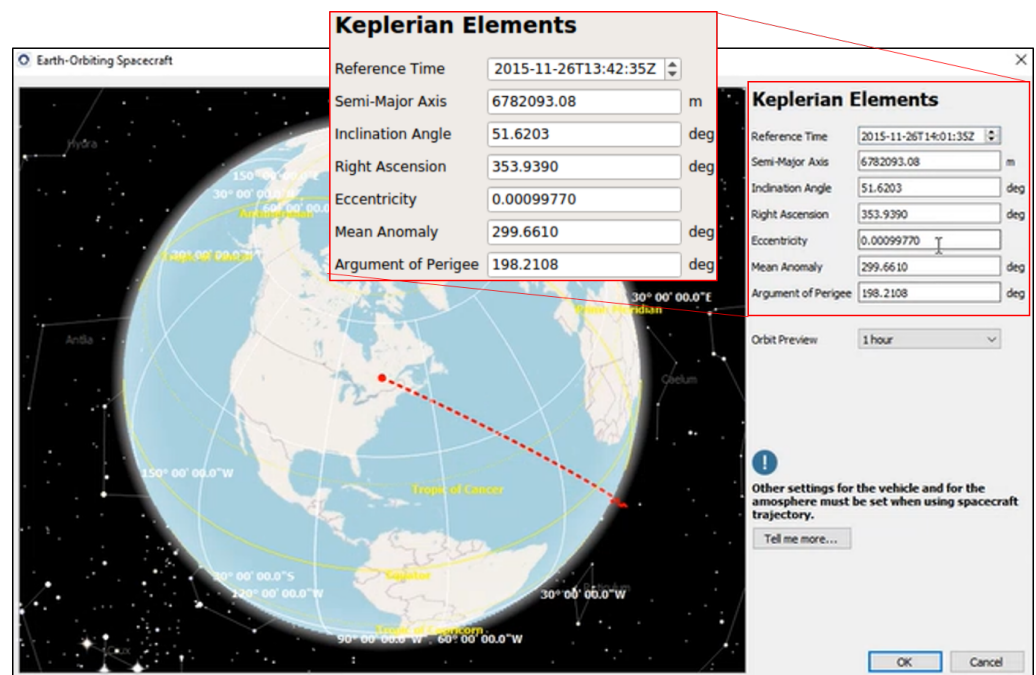 Earth-Orbiting Spacecraft
Keplerian Elements
Reference Time 2015-11-26T13:42:35Z
Semi-Major Axis 6782093.08 m
Inclination Angle 51.6203 deg
Right Ascension 353.9390 deg
Eccentricity 0.00099770
Mean Anomaly 299.6610 deg
Argument of Perigee 198.2108 deg
Keplerian Elements
Reference Time 2015-11-26T14:01:35Z
Semi-Major Axis 6782093.08 m
Inclination Angle 51.6203 deg
Right Ascension 353.9390 deg
Eccentricity 0.00099770
Mean Anomaly 299.6610 deg
Argument of Perigee 198.2108 deg
Orbit Preview 1 hour
Other settings for the vehicle and for the
amosphere must be set when using spacecraft
trajectory.
Tell me more...
OK Cancel
Hydra
Tropic of Cancer
30° 00' 00.0"E
Antlia
Caelum
150° 00' 00.0"W
Equator
120° 00' 00.0"W
30° 00' 00.0"W
Tropic of Capricorn
90° 00' 00.0"W 60° 00' 00.0"W
Crux